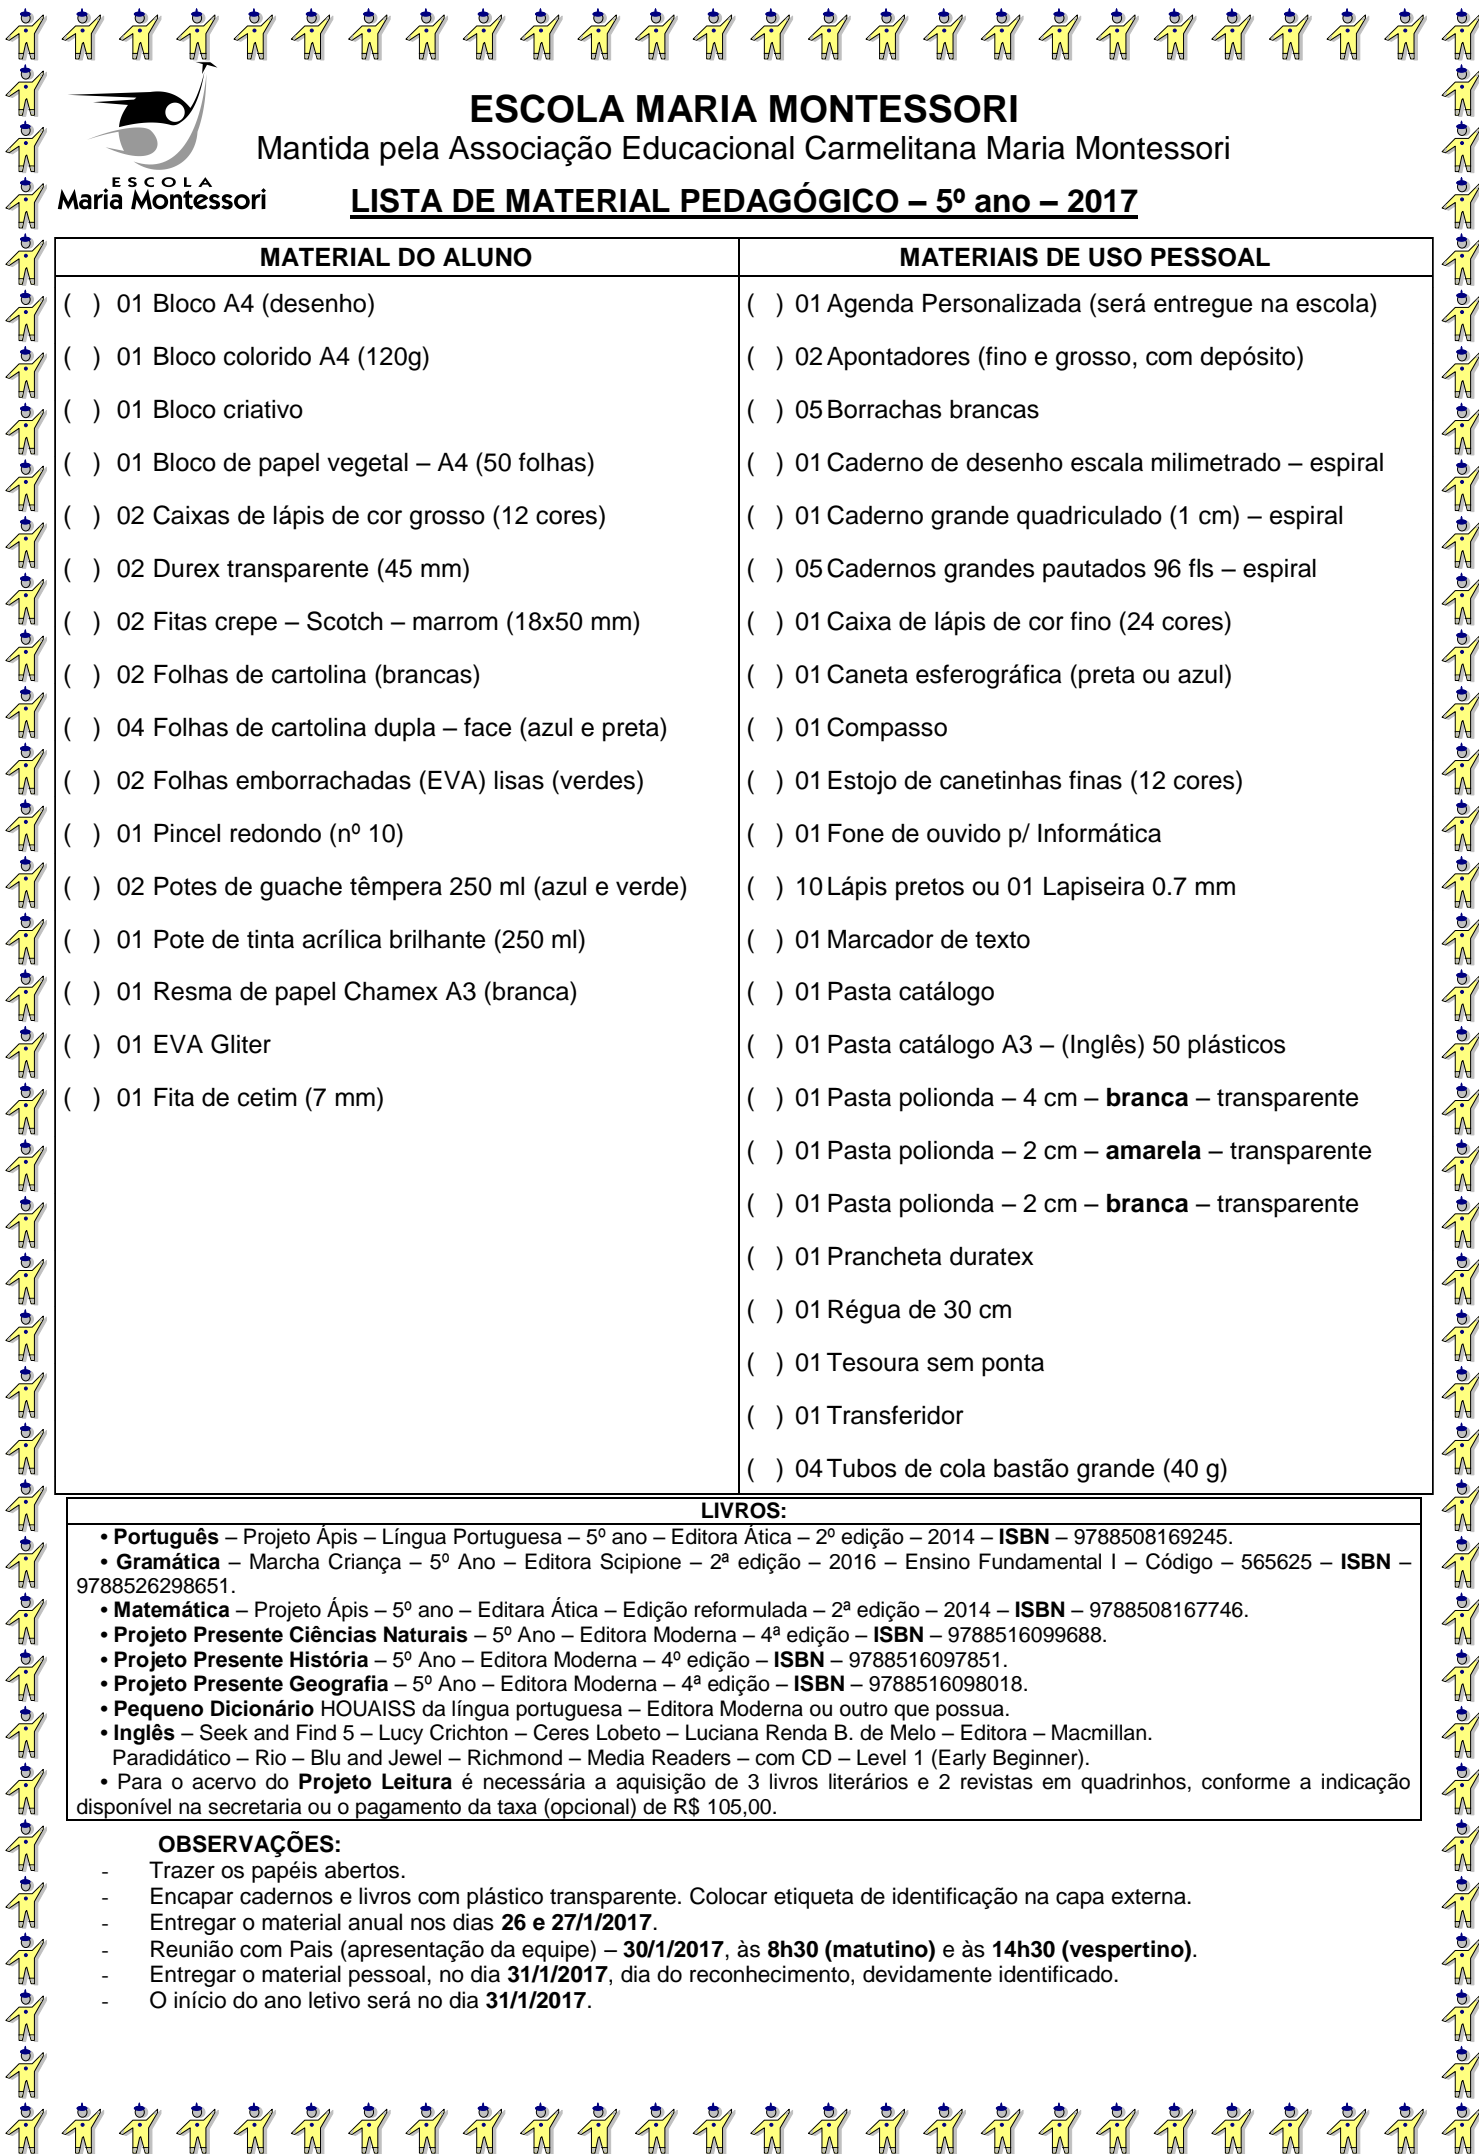 ESCOLA MARIA MONTESSORI
Mantida pela Associação Educacional Carmelitana Maria Montessori
ESCOLA
Maria Montessori
LISTA DE MATERIAL PEDAGÓGICO – 5º ano – 2017
MATERIAL DO ALUNO
( ) 01 Bloco A4 (desenho)
( ) 01 Bloco colorido A4 (120g)
( ) 01 Bloco criativo
( ) 01 Bloco de papel vegetal – A4 (50 folhas)
( ) 02 Caixas de lápis de cor grosso (12 cores)
( ) 02 Durex transparente (45 mm)
( ) 02 Fitas crepe – Scotch – marrom (18x50 mm)
( ) 02 Folhas de cartolina (brancas)
( ) 04 Folhas de cartolina dupla – face (azul e preta)
( ) 02 Folhas emborrachadas (EVA) lisas (verdes)
( ) 01 Pincel redondo (nº 10)
( ) 02 Potes de guache têmpera 250 ml (azul e verde)
( ) 01 Pote de tinta acrílica brilhante (250 ml)
( ) 01 Resma de papel Chamex A3 (branca)
( ) 01 EVA Gliter
( ) 01 Fita de cetim (7 mm)
MATERIAIS DE USO PESSOAL
( ) 01 Agenda Personalizada (será entregue na escola)
( ) 02 Apontadores (fino e grosso, com depósito)
( ) 05 Borrachas brancas
( ) 01 Caderno de desenho escala milimetrado – espiral
( ) 01 Caderno grande quadriculado (1 cm) – espiral
( ) 05 Cadernos grandes pautados 96 fls – espiral
( ) 01 Caixa de lápis de cor fino (24 cores)
( ) 01 Caneta esferográfica (preta ou azul)
( ) 01 Compasso
( ) 01 Estojo de canetinhas finas (12 cores)
( ) 01 Fone de ouvido p/ Informática
( ) 10 Lápis pretos ou 01 Lapiseira 0.7 mm
( ) 01 Marcador de texto
( ) 01 Pasta catálogo
( ) 01 Pasta catálogo A3 – (Inglês) 50 plásticos
( ) 01 Pasta polionda – 4 cm – branca – transparente
( ) 01 Pasta polionda – 2 cm – amarela – transparente
( ) 01 Pasta polionda – 2 cm – branca – transparente
( ) 01 Prancheta duratex
( ) 01 Régua de 30 cm
( ) 01 Tesoura sem ponta
( ) 01 Transferidor
( ) 04 Tubos de cola bastão grande (40 g)
LIVROS:
• Português – Projeto Ápis – Língua Portuguesa – 5º ano – Editora Ática – 2º edição – 2014 – ISBN – 9788508169245.
• Gramática – Marcha Criança – 5º Ano – Editora Scipione – 2ª edição – 2016 – Ensino Fundamental I – Código – 565625 – ISBN –
9788526298651.
• Matemática – Projeto Ápis – 5º ano – Editara Ática – Edição reformulada – 2ª edição – 2014 – ISBN – 9788508167746.
• Projeto Presente Ciências Naturais – 5º Ano – Editora Moderna – 4ª edição – ISBN – 9788516099688.
• Projeto Presente História – 5º Ano – Editora Moderna – 4º edição – ISBN – 9788516097851.
• Projeto Presente Geografia – 5º Ano – Editora Moderna – 4ª edição – ISBN – 9788516098018.
• Pequeno Dicionário HOUAISS da língua portuguesa – Editora Moderna ou outro que possua.
• Inglês – Seek and Find 5 – Lucy Crichton – Ceres Lobeto – Luciana Renda B. de Melo – Editora – Macmillan.
Paradidático – Rio – Blu and Jewel – Richmond – Media Readers – com CD – Level 1 (Early Beginner).
• Para o acervo do Projeto Leitura é necessária a aquisição de 3 livros literários e 2 revistas em quadrinhos, conforme a indicação
disponível na secretaria ou o pagamento da taxa (opcional) de R$ 105,00.
OBSERVAÇÕES:
- Trazer os papéis abertos.
- Encapar cadernos e livros com plástico transparente. Colocar etiqueta de identificação na capa externa.
- Entregar o material anual nos dias 26 e 27/1/2017.
- Reunião com Pais (apresentação da equipe) – 30/1/2017, às 8h30 (matutino) e às 14h30 (vespertino).
- Entregar o material pessoal, no dia 31/1/2017, dia do reconhecimento, devidamente identificado.
- O início do ano letivo será no dia 31/1/2017.